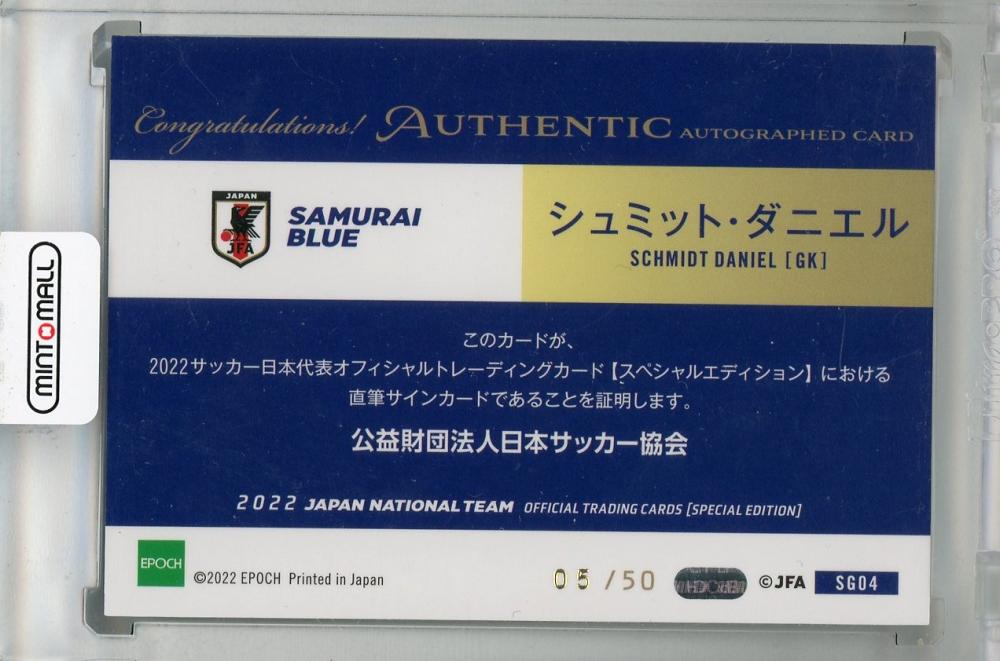 Congratulations! AUTHENTIC AUTOGRAPHED CARD
JAPAN
JFA
SAMURAI
BLUE
シュミット・ダニエル
SCHMIDT DANIEL [GK]
MINT MALL
このカードが、
2022サッカー日本代表オフィシャルトレーディングカード【スペシャルエディション】における
直筆サインカードであることを証明します。
公益財団法人日本サッカー協会
2022 JAPAN NATIONAL TEAM OFFICIAL TRADING CARDS [SPECIAL EDITION]
EPOCH
©2022 EPOCH Printed in Japan
05/50
©JFA
SG04